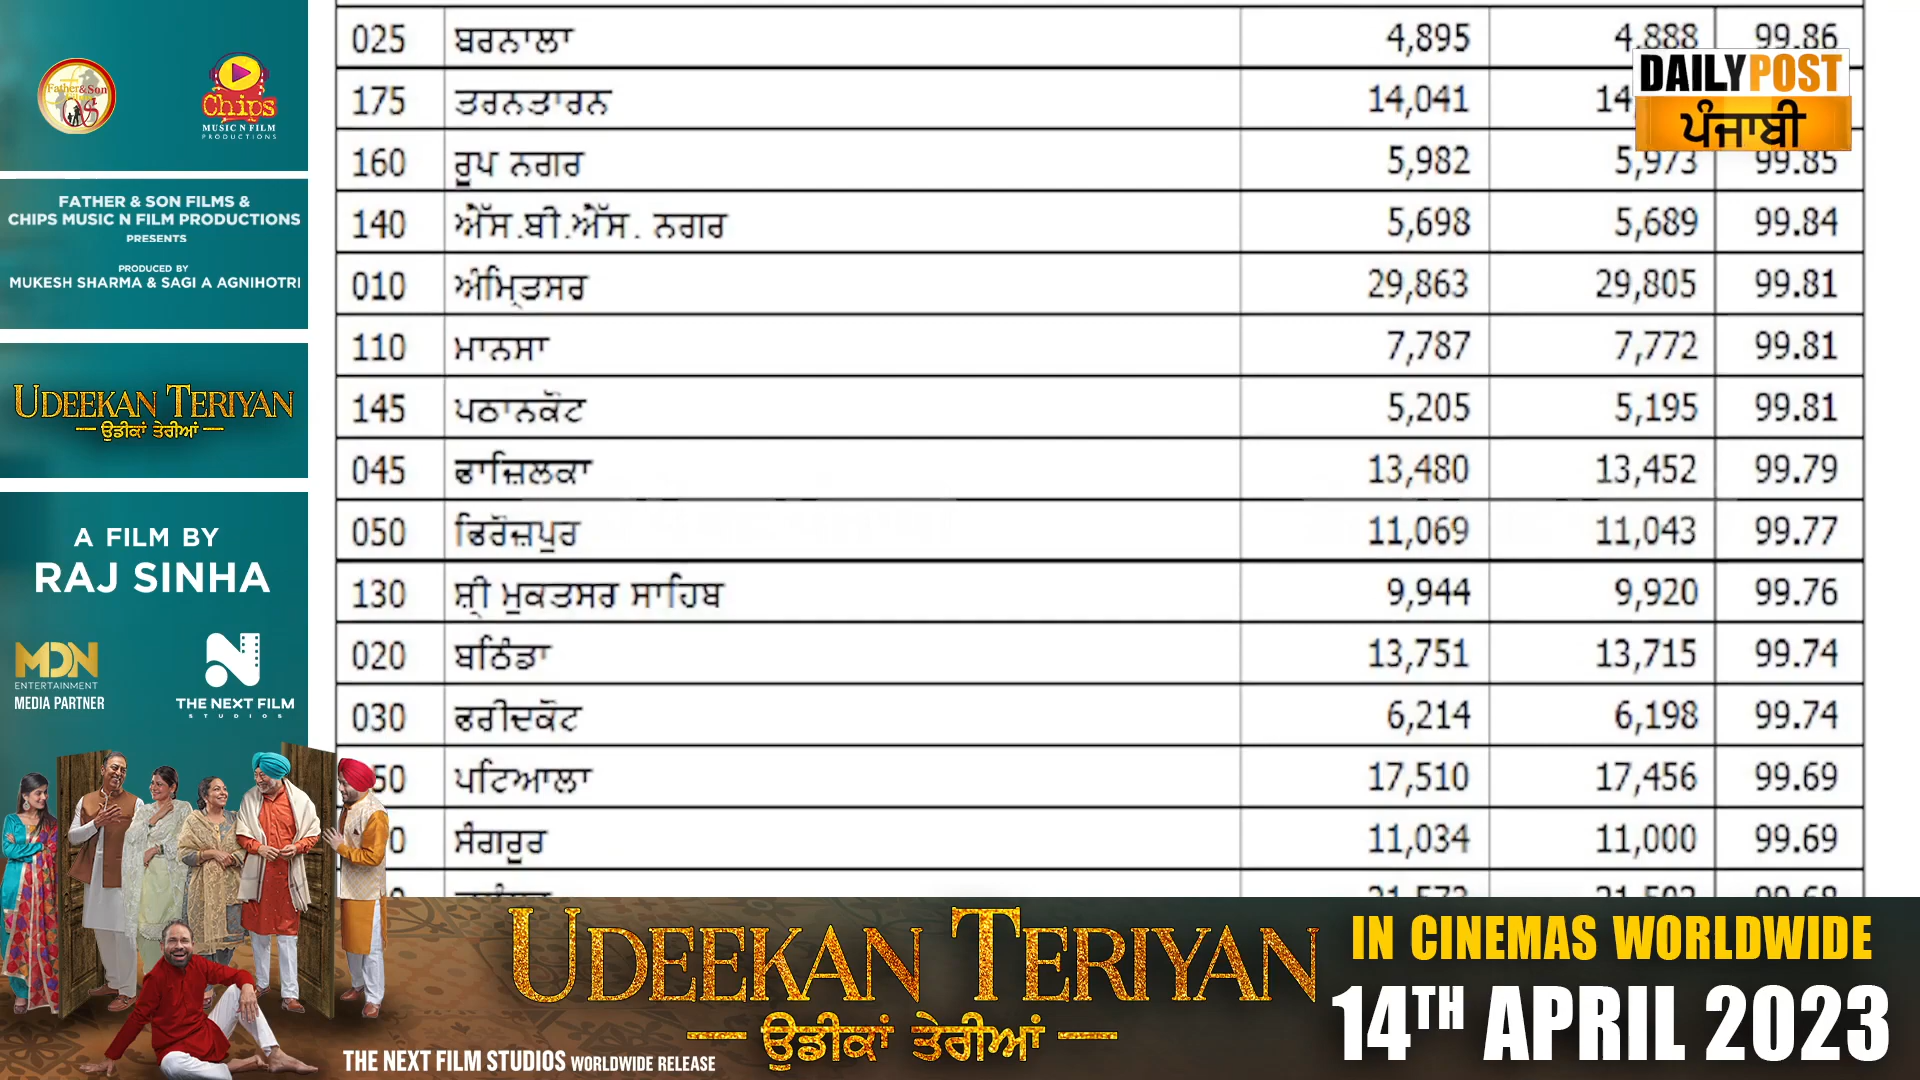 Father & Son
Chips
MUSIC N FILM
PRODUCTIONS
FATHER & SON FILMS &
CHIPS MUSIC N FILM PRODUCTIONS
PRESENTS
PRODUCED BY
MUKESH SHARMA & SAGI A AGNIHOTRI
UDEEKAN TERIYAN
ਉਡੀਕਾਂ ਤੇਰੀਆਂ
A FILM BY
RAJ SINHA
MDN
ENTERTAINMENT
MEDIA PARTNER
THE NEXT FILM
STUDIOS
025 ਬਰਨਾਲਾ 4,895 4,888 99.86
DAILYPOST
ਪੰਜਾਬੀ
175 ਤਰਨਤਾਰਨ 14,041 14
160 ਰੂਪ ਨਗਰ 5,982 5,973 99.85
140 ਐੱਸ.ਬੀ.ਐੱਸ. ਨਗਰ 5,698 5,689 99.84
010 ਅੰਮ੍ਰਿਤਸਰ 29,863 29,805 99.81
110 ਮਾਨਸਾ 7,787 7,772 99.81
145 ਪਠਾਨਕੋਟ 5,205 5,195 99.81
045 ਫਾਜ਼ਿਲਕਾ 13,480 13,452 99.79
050 ਫਿਰੋਜ਼ਪੁਰ 11,069 11,043 99.77
130 ਸ਼੍ਰੀ ਮੁਕਤਸਰ ਸਾਹਿਬ 9,944 9,920 99.76
020 ਬਠਿੰਡਾ 13,751 13,715 99.74
030 ਫਰੀਦਕੋਟ 6,214 6,198 99.74
50 ਪਟਿਆਲਾ 17,510 17,456 99.69
0 ਸੰਗਰੂਰ 11,034 11,000 99.69
UDEEKAN TERIYAN
ਉਡੀਕਾਂ ਤੇਰੀਆਂ
THE NEXT FILM STUDIOS WORLDWIDE RELEASE
IN CINEMAS WORLDWIDE
14TH APRIL 2023